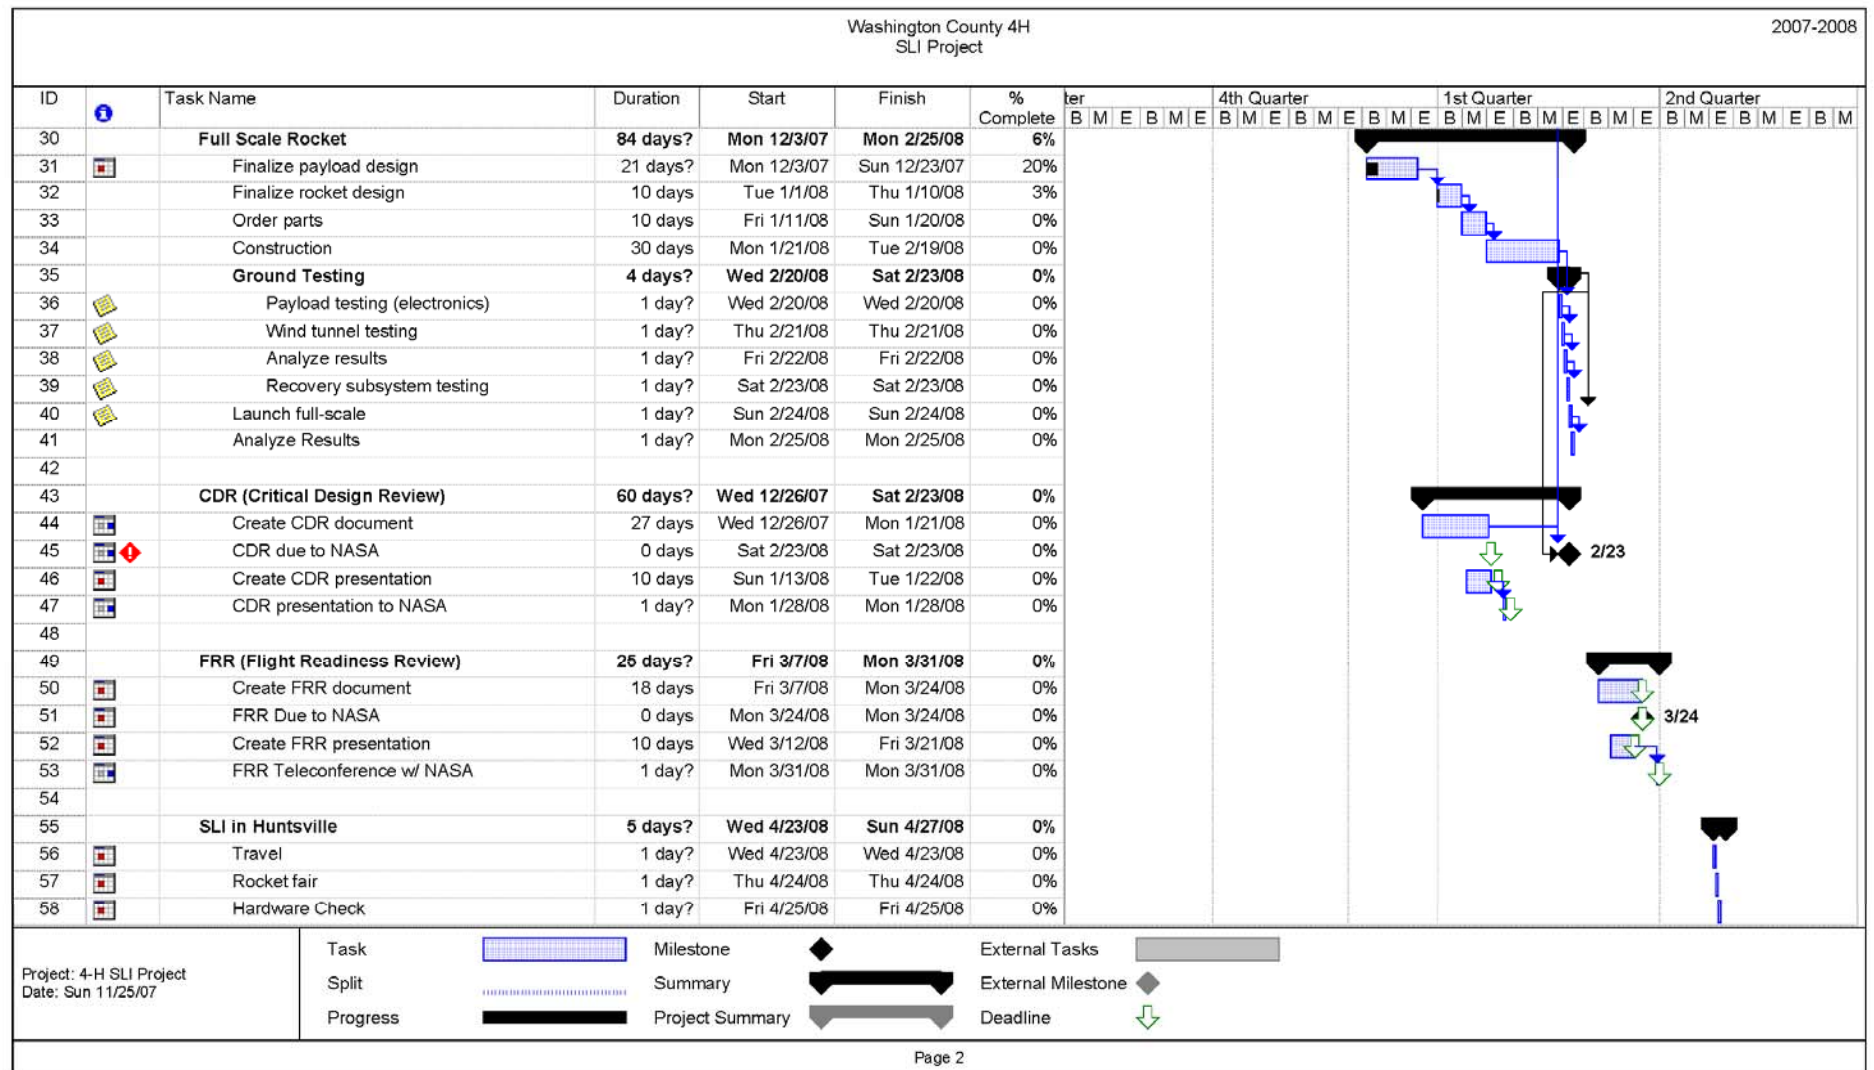 Washington County 4H
SLI Project
2007-2008
ID Task Name Duration Start Finish % Complete ter 4th Quarter 1st Quarter 2nd Quarter
B M E B M E B M E B M E B M E B M E B M E B M E B M E B M E B M
30 Full Scale Rocket 84 days? Mon 12/3/07 Mon 2/25/08 6%
31 Finalize payload design 21 days? Mon 12/3/07 Sun 12/23/07 20%
32 Finalize rocket design 10 days Tue 1/1/08 Thu 1/10/08 3%
33 Order parts 10 days Fri 1/11/08 Sun 1/20/08 0%
34 Construction 30 days Mon 1/21/08 Tue 2/19/08 0%
35 Ground Testing 4 days? Wed 2/20/08 Sat 2/23/08 0%
36 Payload testing (electronics) 1 day? Wed 2/20/08 Wed 2/20/08 0%
37 Wind tunnel testing 1 day? Thu 2/21/08 Thu 2/21/08 0%
38 Analyze results 1 day? Fri 2/22/08 Fri 2/22/08 0%
39 Recovery subsystem testing 1 day? Sat 2/23/08 Sat 2/23/08 0%
40 Launch full-scale 1 day? Sun 2/24/08 Sun 2/24/08 0%
41 Analyze Results 1 day? Mon 2/25/08 Mon 2/25/08 0%
42
43 CDR (Critical Design Review) 60 days? Wed 12/26/07 Sat 2/23/08 0%
44 Create CDR document 27 days Wed 12/26/07 Mon 1/21/08 0%
45 CDR due to NASA 0 days Sat 2/23/08 Sat 2/23/08 0% 2/23
46 Create CDR presentation 10 days Sun 1/13/08 Tue 1/22/08 0%
47 CDR presentation to NASA 1 day? Mon 1/28/08 Mon 1/28/08 0%
48
49 FRR (Flight Readiness Review) 25 days? Fri 3/7/08 Mon 3/31/08 0%
50 Create FRR document 18 days Fri 3/7/08 Mon 3/24/08 0%
51 FRR Due to NASA 0 days Mon 3/24/08 Mon 3/24/08 0% 3/24
52 Create FRR presentation 10 days Wed 3/12/08 Fri 3/21/08 0%
53 FRR Teleconference w/ NASA 1 day? Mon 3/31/08 Mon 3/31/08 0%
54
55 SLI in Huntsville 5 days? Wed 4/23/08 Sun 4/27/08 0%
56 Travel 1 day? Wed 4/23/08 Wed 4/23/08 0%
57 Rocket fair 1 day? Thu 4/24/08 Thu 4/24/08 0%
58 Hardware Check 1 day? Fri 4/25/08 Fri 4/25/08 0%
Project: 4-H SLI Project
Date: Sun 11/25/07
Task Milestone External Tasks
Split Summary External Milestone
Progress Project Summary Deadline
Page 2